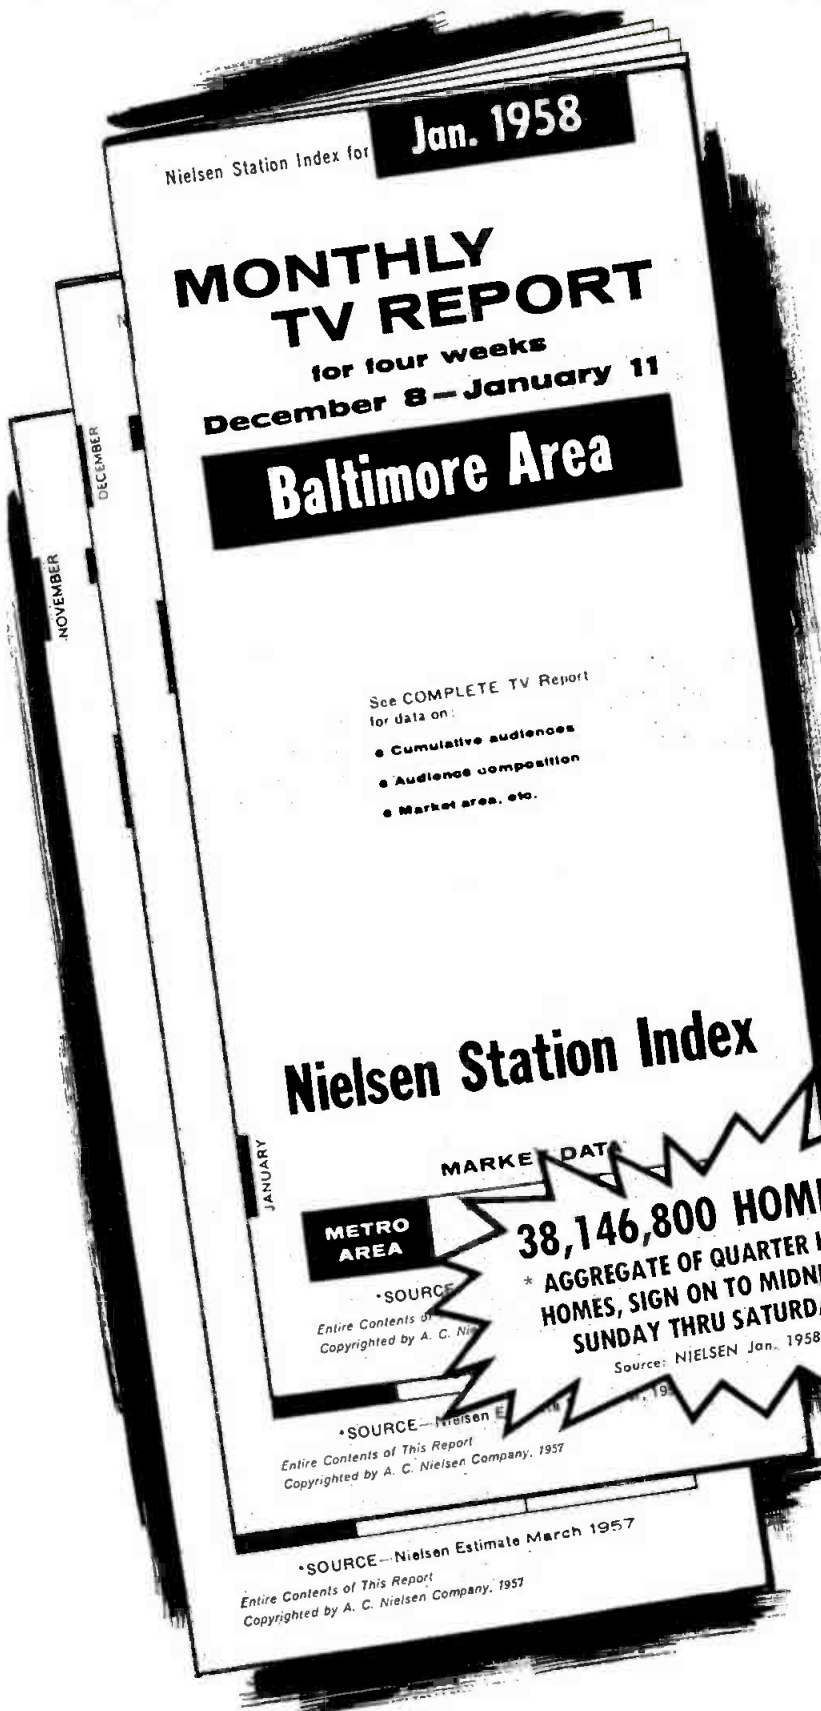 Nielsen Station Index for Jan. 1958
MONTHLY
TV REPORT
for four weeks
December 8—January 11
Baltimore Area
DECEMBER
NOVEMBER
See COMPLETE TV Report
for data on:
• Cumulative audiences
• Audience composition
• Market area, etc.
Nielsen Station Index
JANUARY
MARKET DATA
METRO
AREA
38,146,800
* AGGREGATE OF QUARTER
HOMES, SIGN ON TO
SUNDAY THRU
Source: NIELSEN Jan. 1958
*SOURCE
Entire Contents of
Copyrighted by A. C.
*SOURCE—Nielsen
Entire Contents of This Report
Copyrighted by A. C. Nielsen Company, 1957
*SOURCE—Nielsen Estimate March 1957
Entire Contents of This Report
Copyrighted by A. C. Nielsen Company, 1957